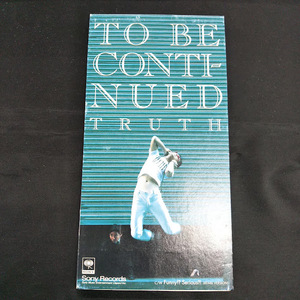 TO BE
CONTI-
NUED
TRUTH
Sony Records
c/w